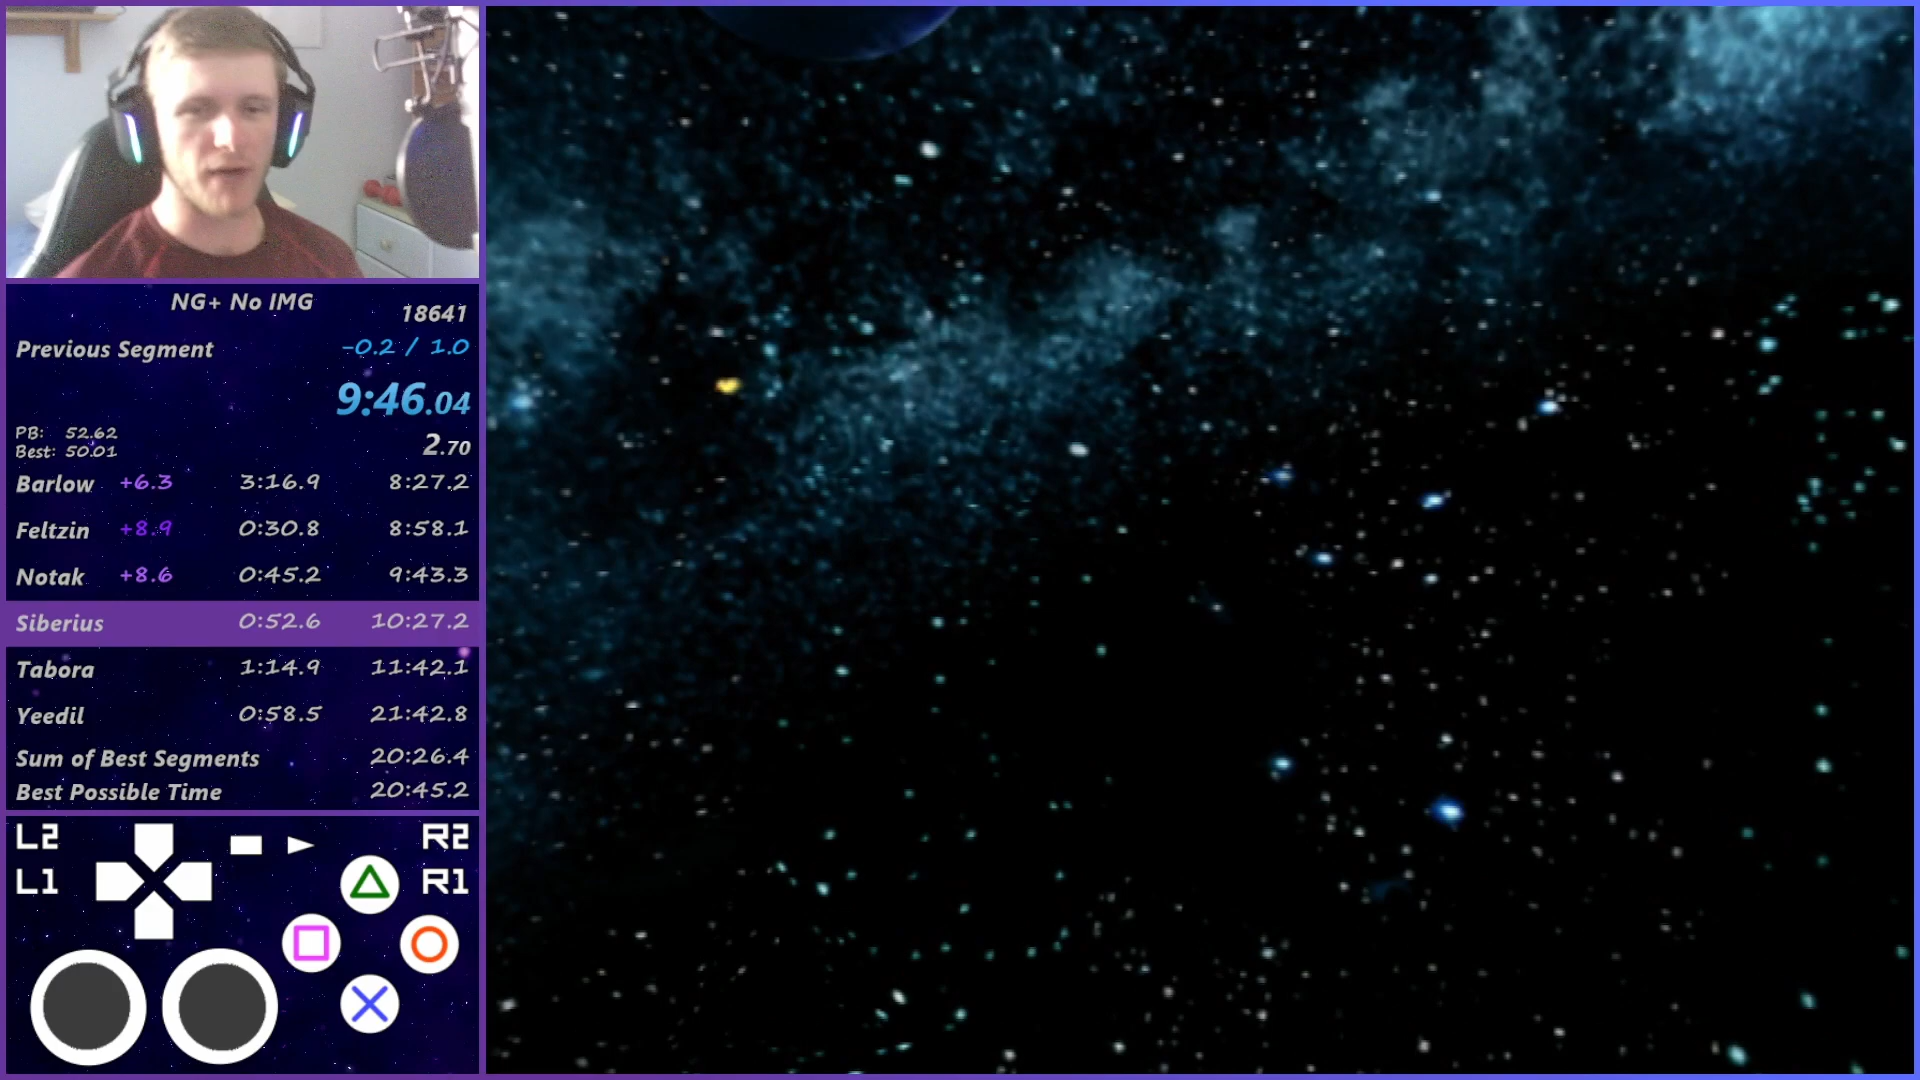 NG+ No IMG
18641
Previous Segment -0.2 / 1.0
9:46.04
PB: 52.62
Best: 50.01
2.70
Barlow +6.3 3:16.9 8:27.2
Feltzin +8.9 0:30.8 8:58.1
Notak +8.6 0:45.2 9:43.3
Siberius 0:52.6 10:27.2
Tabora 1:14.9 11:42.1
Yeedil 0:58.5 21:42.8
Sum of Best Segments 20:26.4
Best Possible Time 20:45.2
L2 R2
L1 R1